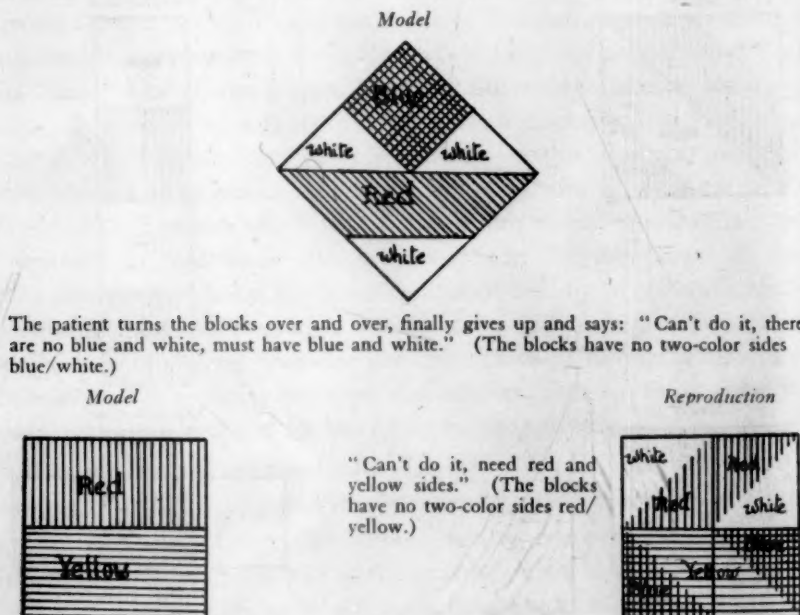 Model
Blue
white white
Red
white
The patient turns the blocks over and over, finally gives up and says: "Can't do it, there
are no blue and white, must have blue and white." (The blocks have no two-color sides
blue/white.)
Model Reproduction
Red
Yellow
"Can't do it, need red and
yellow sides." (The blocks
have no two-color sides red/
yellow.)
white Red
Red white
Blue
Yellow
Blue